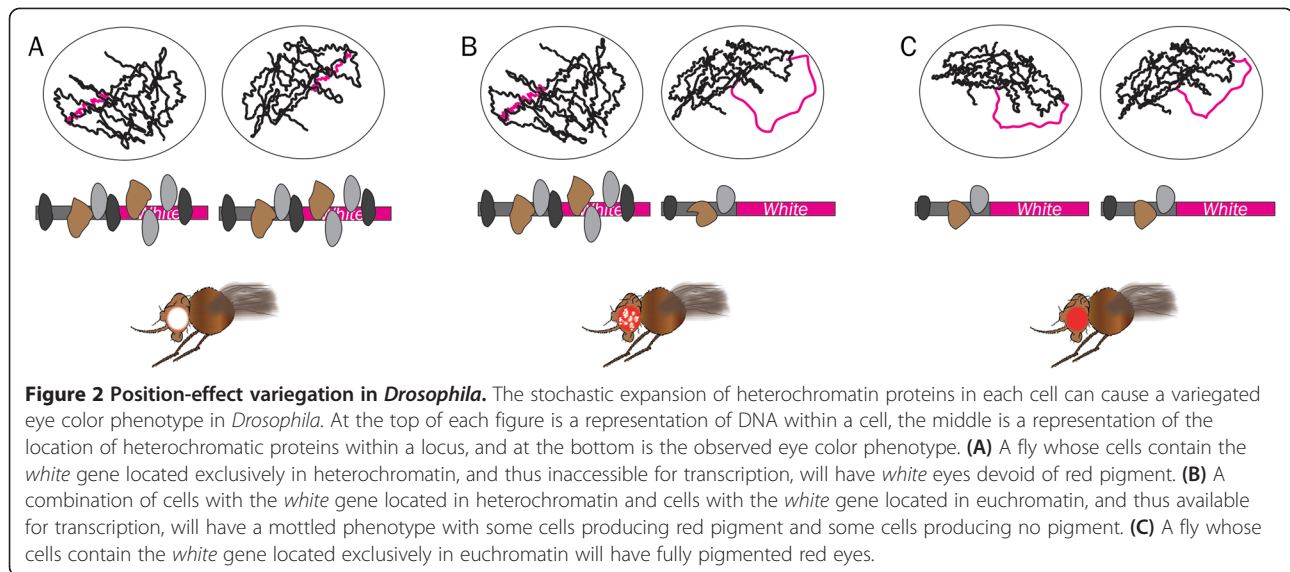 A
B
C
White White
White White
White White
Figure 2 Position-effect variegation in Drosophila. The stochastic expansion of heterochromatin proteins in each cell can cause a variegated
eye color phenotype in Drosophila. At the top of each figure is a representation of DNA within a cell, the middle is a representation of the
location of heterochromatic proteins within a locus, and at the bottom is the observed eye color phenotype. (A) A fly whose cells contain the
white gene located exclusively in heterochromatin, and thus inaccessible for transcription, will have white eyes devoid of red pigment. (B) A
combination of cells with the white gene located in heterochromatin and cells with the white gene located in euchromatin, and thus available
for transcription, will have a mottled phenotype with some cells producing red pigment and some cells producing no pigment. (C) A fly whose
cells contain the white gene located exclusively in euchromatin will have fully pigmented red eyes.